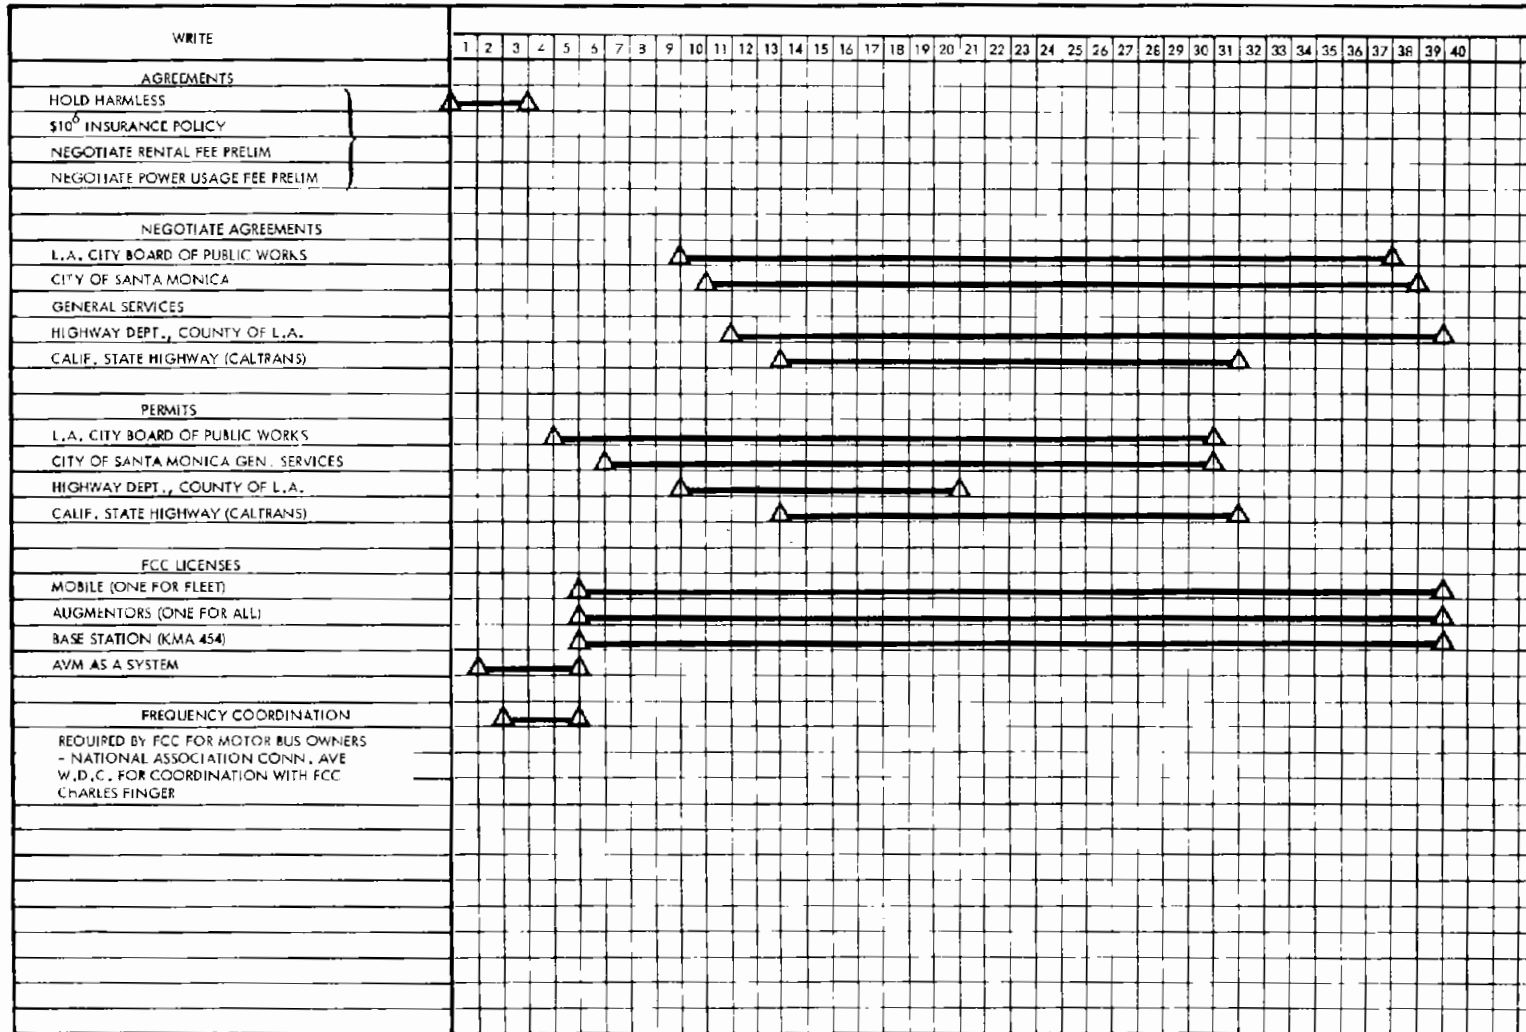 WRITE
1 2 3 4 5 6 7 8 9 10 11 12 13 14 15 16 17 18 19 20 21 22 23 24 25 26 27 28 29 30 31 32 33 34 35 36 37 38 39 40
AGREEMENTS
HOLD HARMLESS
$10⁶ INSURANCE POLICY
NEGOTIATE RENTAL FEE PRELIM
NEGOTIATE POWER USAGE FEE PRELIM
NEGOTIATE AGREEMENTS
L.A. CITY BOARD OF PUBLIC WORKS
CITY OF SANTA MONICA
GENERAL SERVICES
HIGHWAY DEPT., COUNTY OF L.A.
CALIF. STATE HIGHWAY (CALTRANS)
PERMITS
L.A. CITY BOARD OF PUBLIC WORKS
CITY OF SANTA MONICA GEN. SERVICES
HIGHWAY DEPT., COUNTY OF L.A.
CALIF. STATE HIGHWAY (CALTRANS)
FCC LICENSES
MOBILE (ONE FOR FLEET)
AUGMENTORS (ONE FOR ALL)
BASE STATION (KMA 454)
AVM AS A SYSTEM
FREQUENCY COORDINATION
REQUIRED BY FCC FOR MOTOR BUS OWNERS
- NATIONAL ASSOCIATION CONN. AVE
W.D.C. FOR COORDINATION WITH FCC
CHARLES FINGER